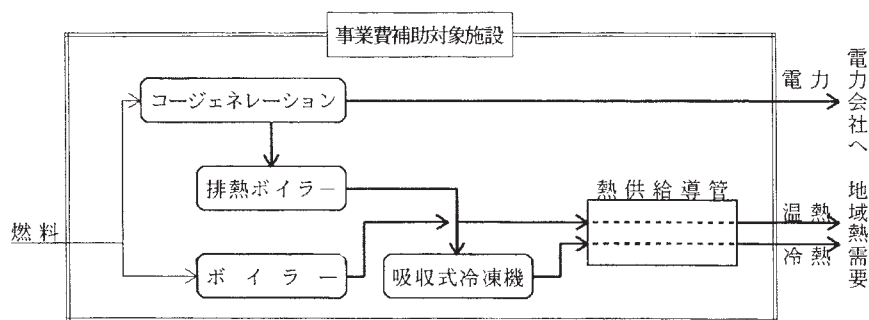 事業費補助対象施設
コージェネレーション
電力
電力会社へ
排熱ボイラー
熱供給導管
燃料
温熱
冷熱
地域熱需要
ボイラー
吸収式冷凍機